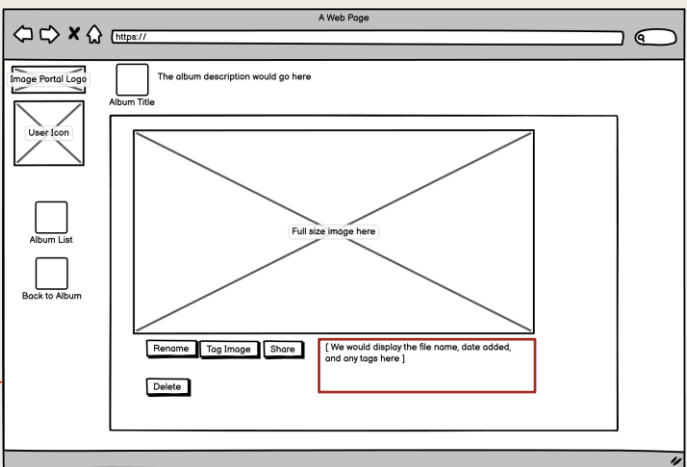 A Web Page
https://
Image Portal Logo
The album description would go here
Album Title
User Icon
Full size image here
Album List
Back to Album
Rename
Tag Image
Share
[ We would display the file name, date added,
and any tags here ]
Delete